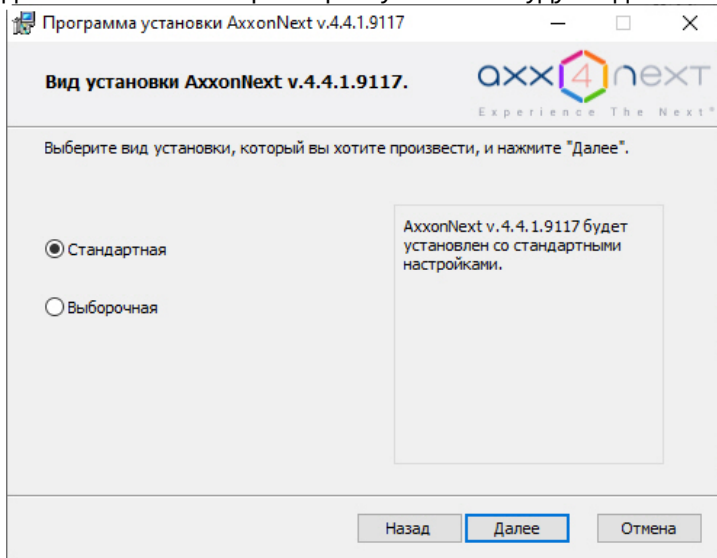 Программа установки AxxonNext v.4.4.1.9117
Вид установки AxxonNext v.4.4.1.9117.
axx4next
Experience The Next
Выберите вид установки, который вы хотите произвести, и нажмите "Далее".
AxxonNext v.4.4.1.9117 будет
установлен со стандартными
настройками.
Стандартная
Выборочная
Назад
Далее
Отмена